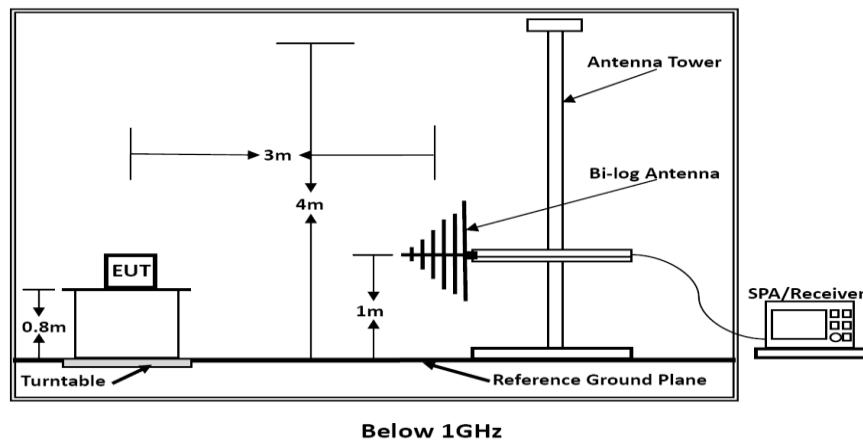 Antenna Tower
3m
Bi-log Antenna
4m
EUT
SPA/Receiver
0.8m
1m
Turntable
Reference Ground Plane
Below 1GHz